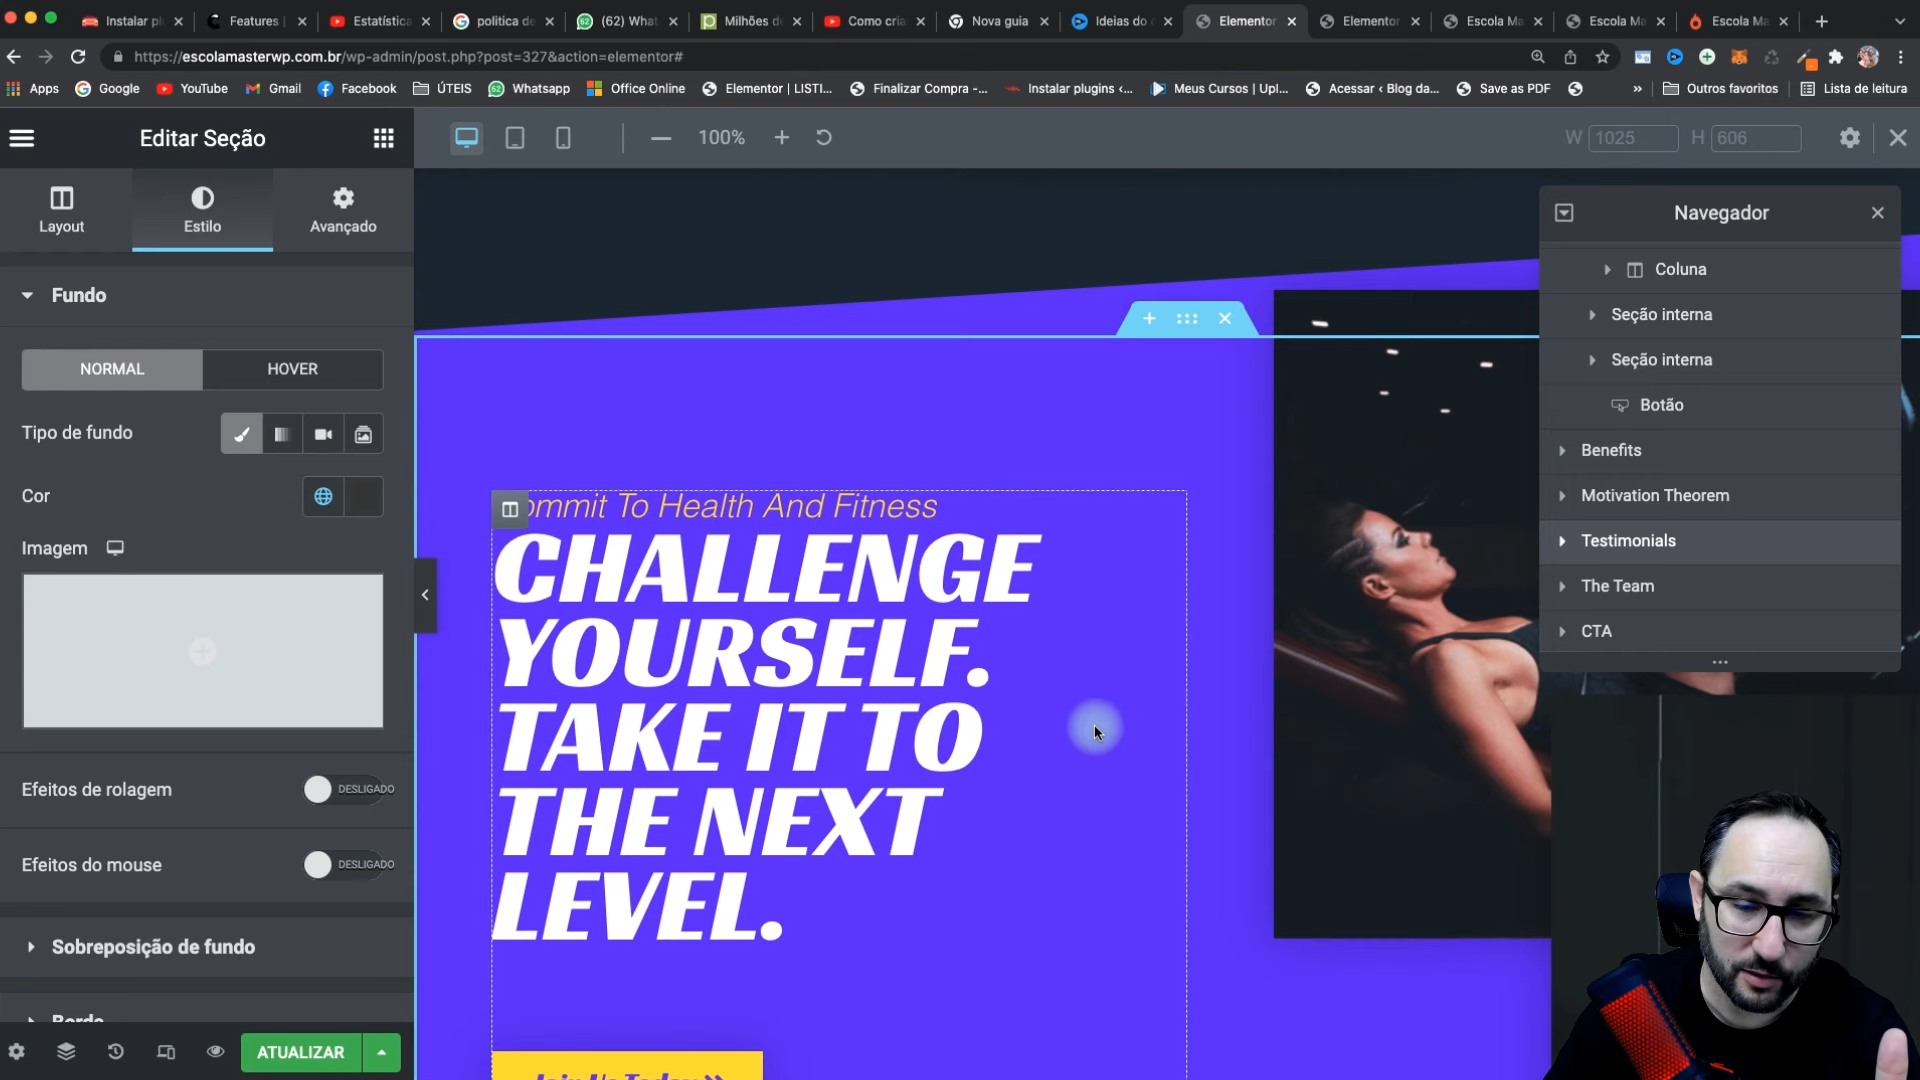 Instalar pl
Features |
Estatística
politica de
(62) What
Milhões de
Como cria
Nova guia
Ideias do
Elementor
Elementor
Escola Ma
Escola Ma
Escola Ma
https://escolamasterwp.com.br/wp-admin/post.php?post=327&action=elementor#
Apps
Google
YouTube
Gmail
Facebook
ÚTEIS
Whatsapp
Office Online
Elementor | LISTI...
Finalizar Compra -...
Instalar plugins ‹...
Meus Cursos | Upl...
Acessar ‹ Blog da...
Save as PDF
»
Outros favoritos
Lista de leitura
Editar Seção
100%
W 1025 H 606
Layout
Estilo
Avançado
Fundo
NORMAL
HOVER
Tipo de fundo
Cor
Imagem
Efeitos de rolagem
DESLIGADO
Efeitos do mouse
DESLIGADO
Sobreposição de fundo
Borda
ATUALIZAR
ommit To Health And Fitness
CHALLENGE
YOURSELF.
TAKE IT TO
THE NEXT
LEVEL.
Join Us Today »
Navegador
Coluna
Seção interna
Seção interna
Botão
Benefits
Motivation Theorem
Testimonials
The Team
CTA